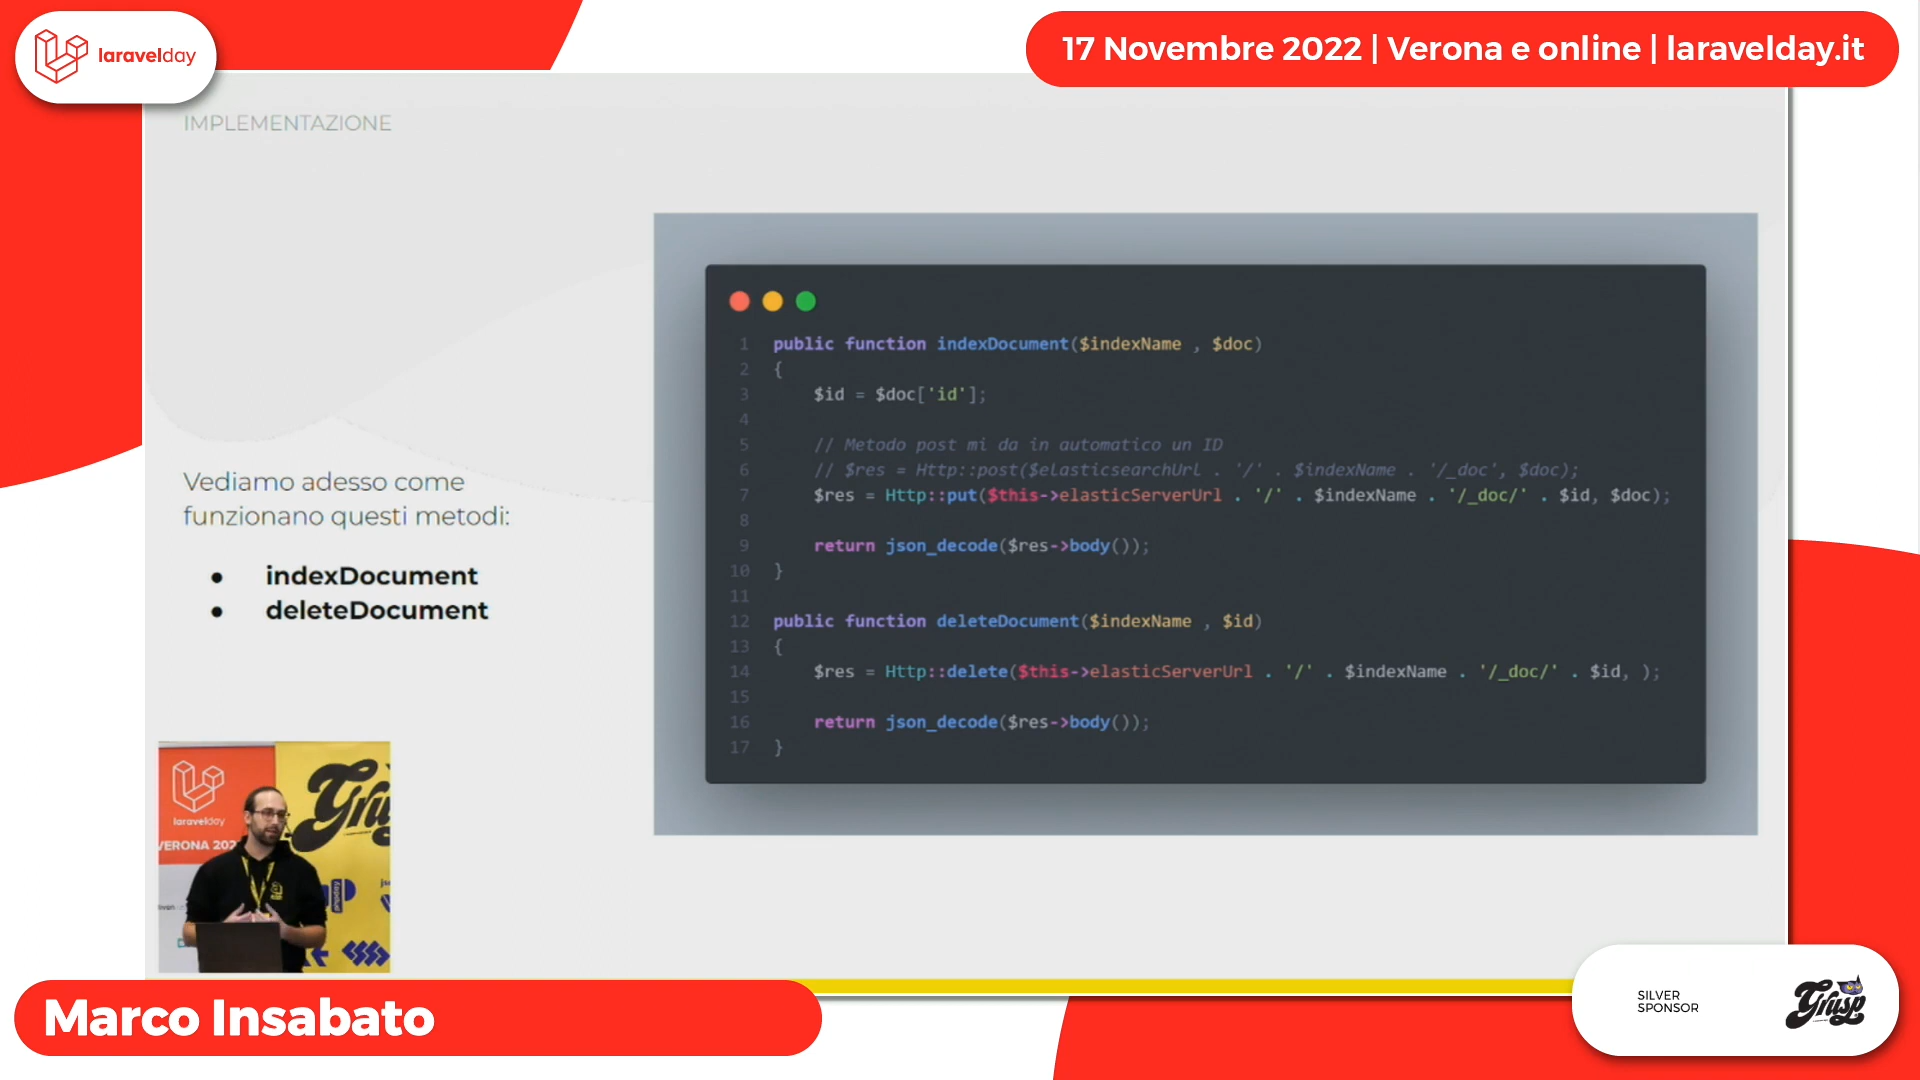 laravelday
17 Novembre 2022 | Verona e online | laravelday.it
IMPLEMENTAZIONE
Vediamo adesso come
funzionano questi metodi:
● indexDocument
● deleteDocument
1 public function indexDocument($indexName , $doc)
2 {
3 $id = $doc['id'];
4
5 // Metodo post mi da in automatico un ID
6 // $res = Http::post($elasticsearchUrl . '/' . $indexName . '/_doc', $doc);
7 $res = Http::put($this->elasticServerUrl . '/' . $indexName . '/_doc/' . $id, $doc);
8
9 return json_decode($res->body());
10 }
11
12 public function deleteDocument($indexName , $id)
13 {
14 $res = Http::delete($this->elasticServerUrl . '/' . $indexName . '/_doc/' . $id, );
15
16 return json_decode($res->body());
17 }
laravelday
VERONA 202
Gru
phpday
js
Marco Insabato
SILVER
SPONSOR
Grusp